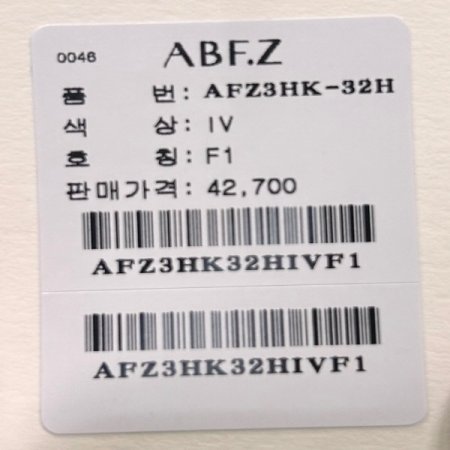 0046
ABF.Z
품 번: AFZ3HK-32H
색 상: IV
호 칭: F1
판매가격: 42,700
AFZ3HK32HIVF1
AFZ3HK32HIVF1